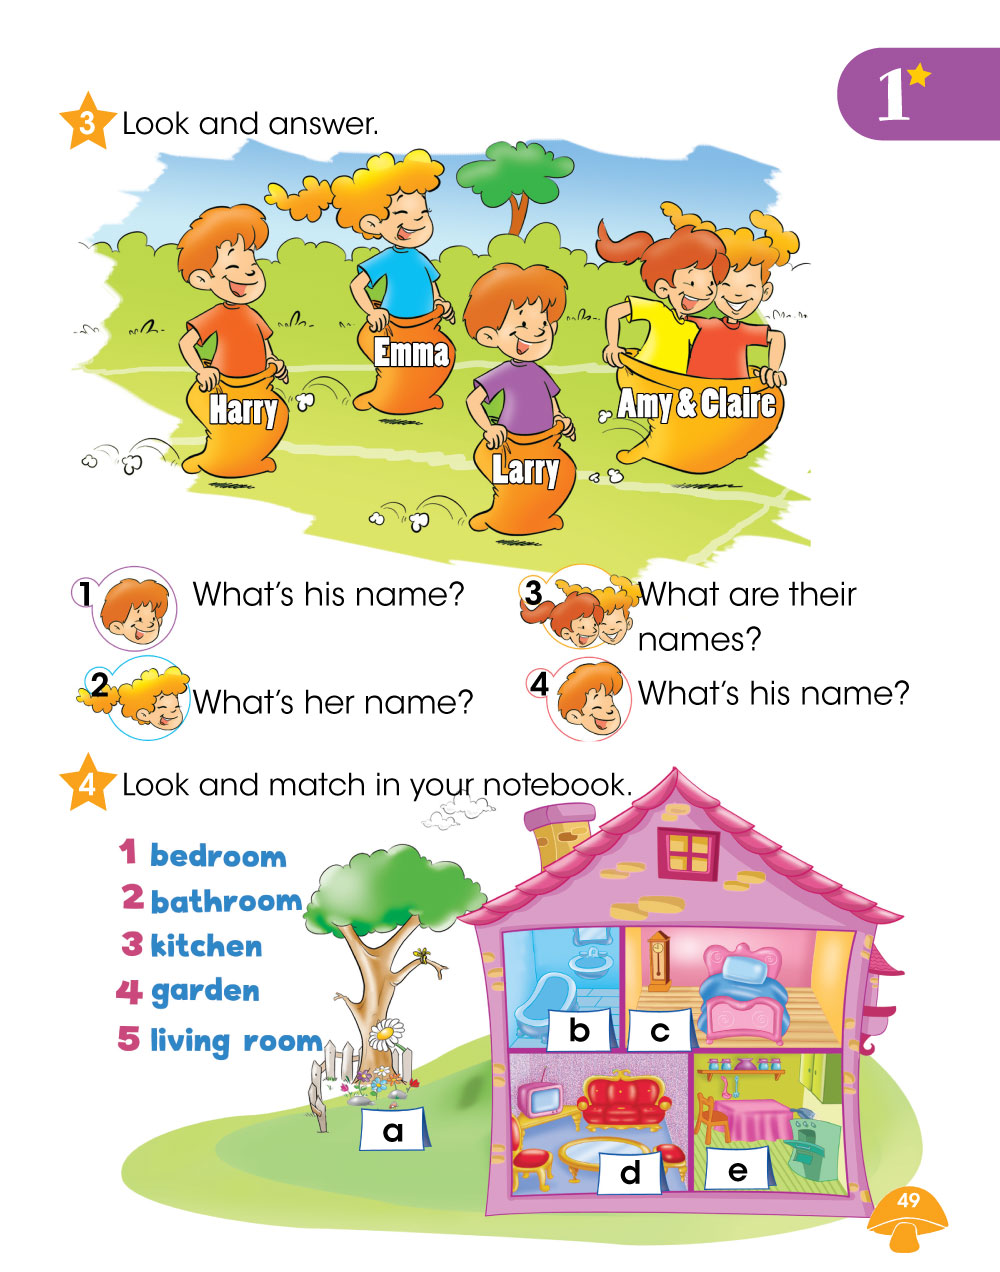 1
3 Look and answer.
Harry
Emma
Larry
Amy & Claire
1 What's his name?
2 What's her name?
3 What are their
names?
4 What's his name?
4 Look and match in your notebook.
1 bedroom
2 bathroom
3 kitchen
4 garden
5 living room
a
b
c
d
e
49